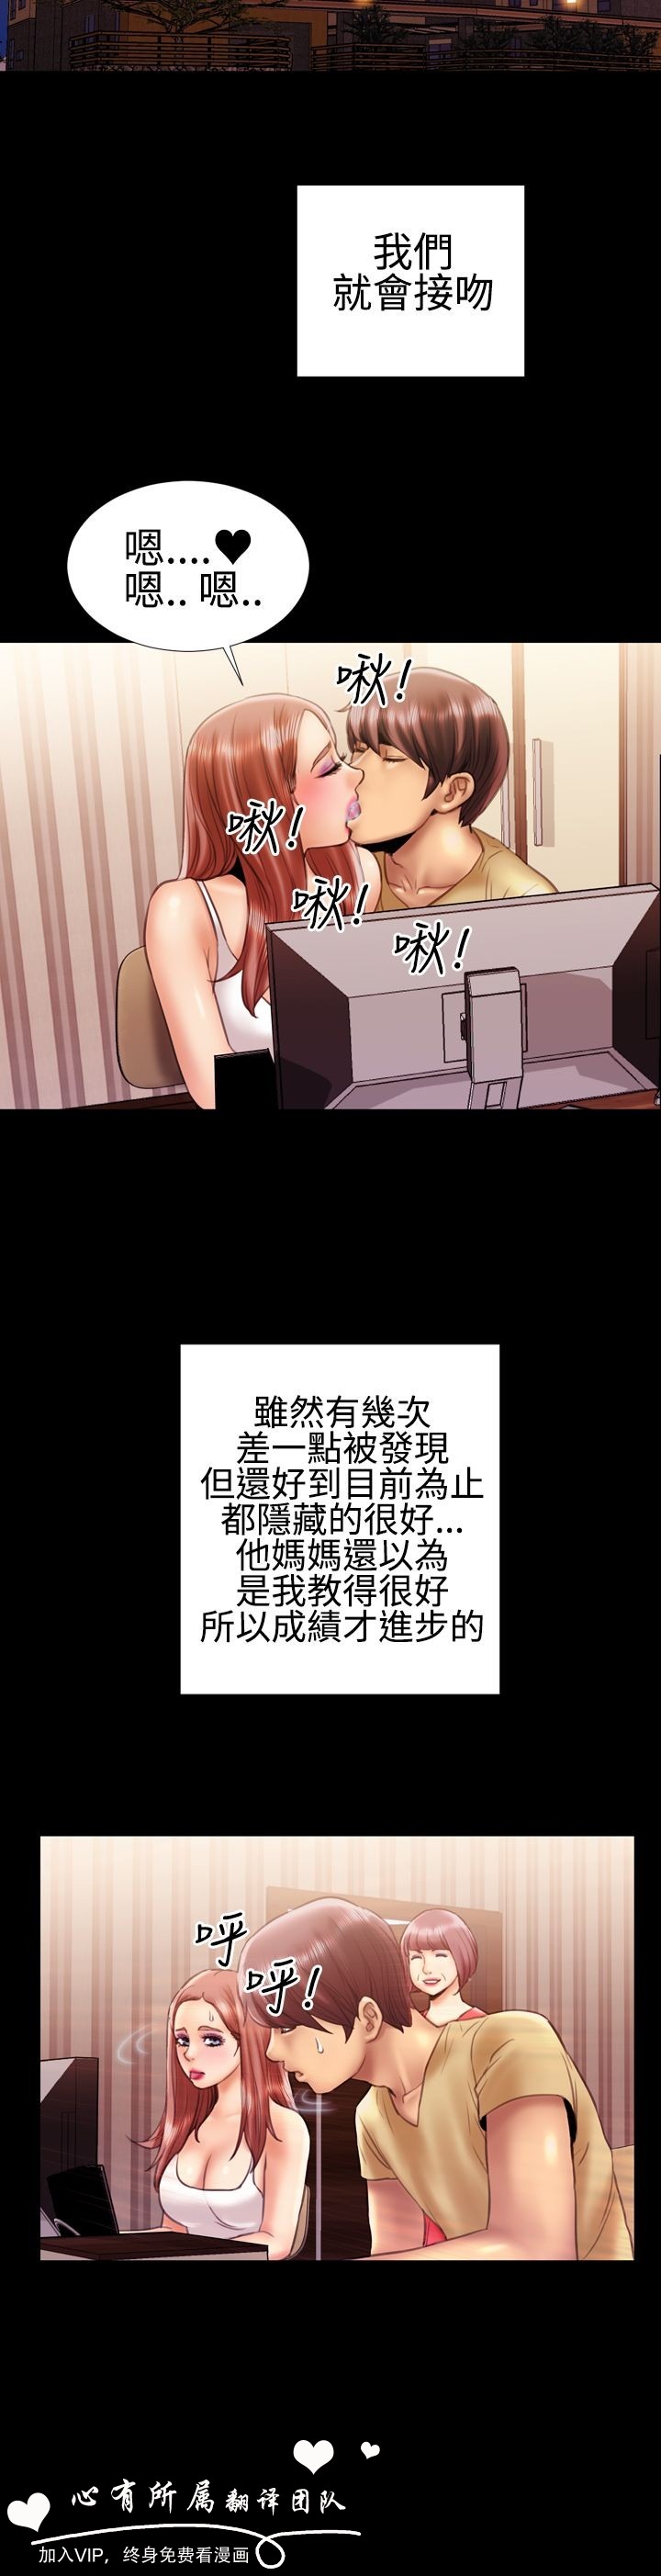 我們
就會接吻
嗯....♥
嗯.. 嗯..
啾!
啾!
啾!
啾!
雖然有幾次
差一點被發現
但還好到目前為止
都隱藏的很好...
他媽媽還以為
是我教得很好
所以成績才進步的
呼
呼!
心有所属翻译团队
加入VIP，终身免费看漫画